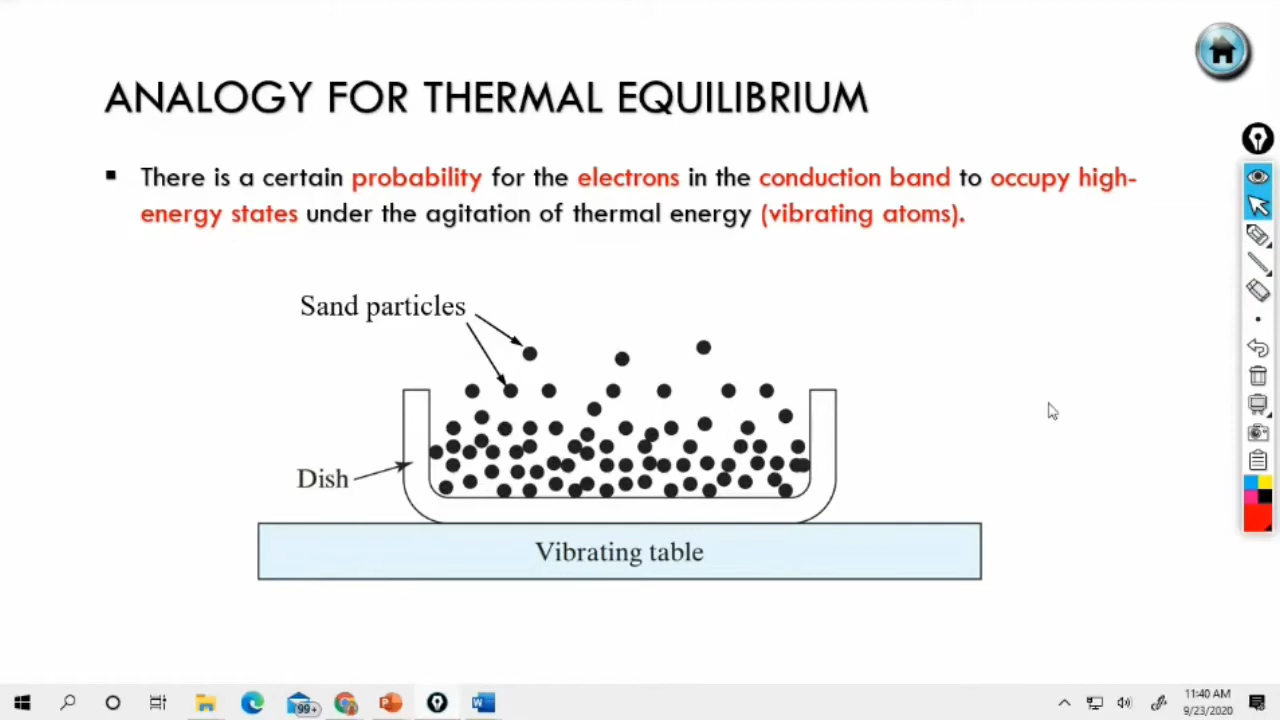 ANALOGY FOR THERMAL EQUILIBRIUM
▪ There is a certain probability for the electrons in the conduction band to occupy high-
energy states under the agitation of thermal energy (vibrating atoms).
Sand particles
Dish
Vibrating table
99+
11:40 AM
9/23/2020